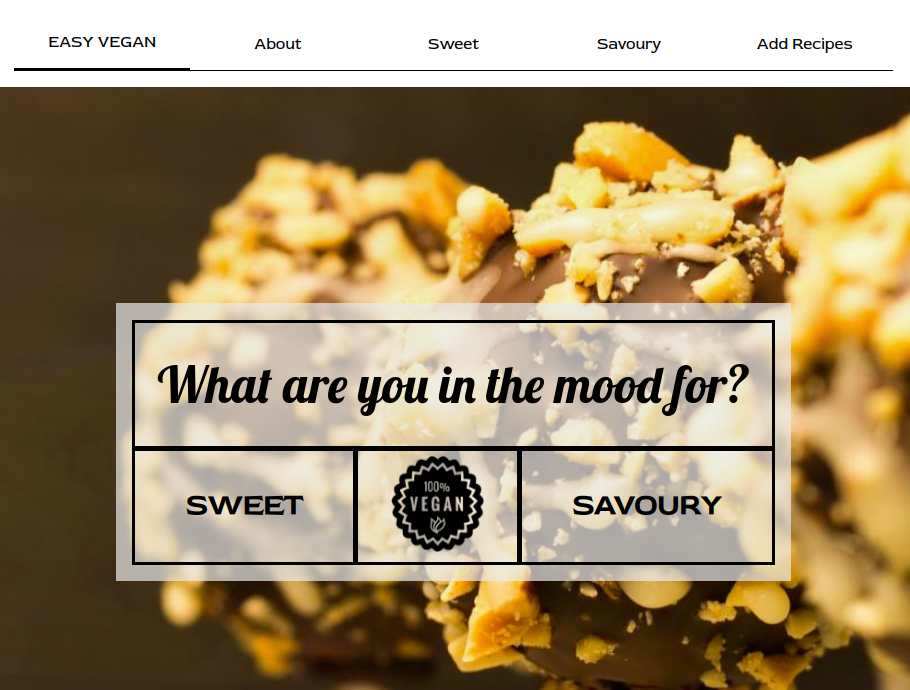 EASY VEGAN About Sweet Savoury Add Recipes
What are you in the mood for?
SWEET 100% VEGAN SAVOURY